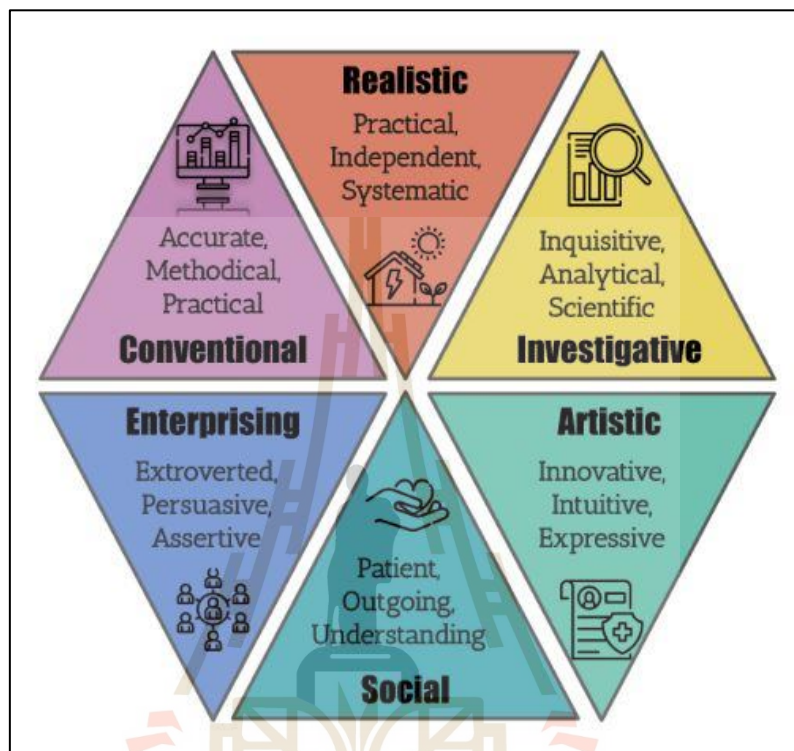 Realistic
Practical,
Independent,
Systematic
Accurate,
Methodical,
Practical
Conventional
Inquisitive,
Analytical,
Scientific
Investigative
Enterprising
Extroverted,
Persuasive,
Assertive
Patient,
Outgoing,
Understanding
Social
Artistic
Innovative,
Intuitive,
Expressive